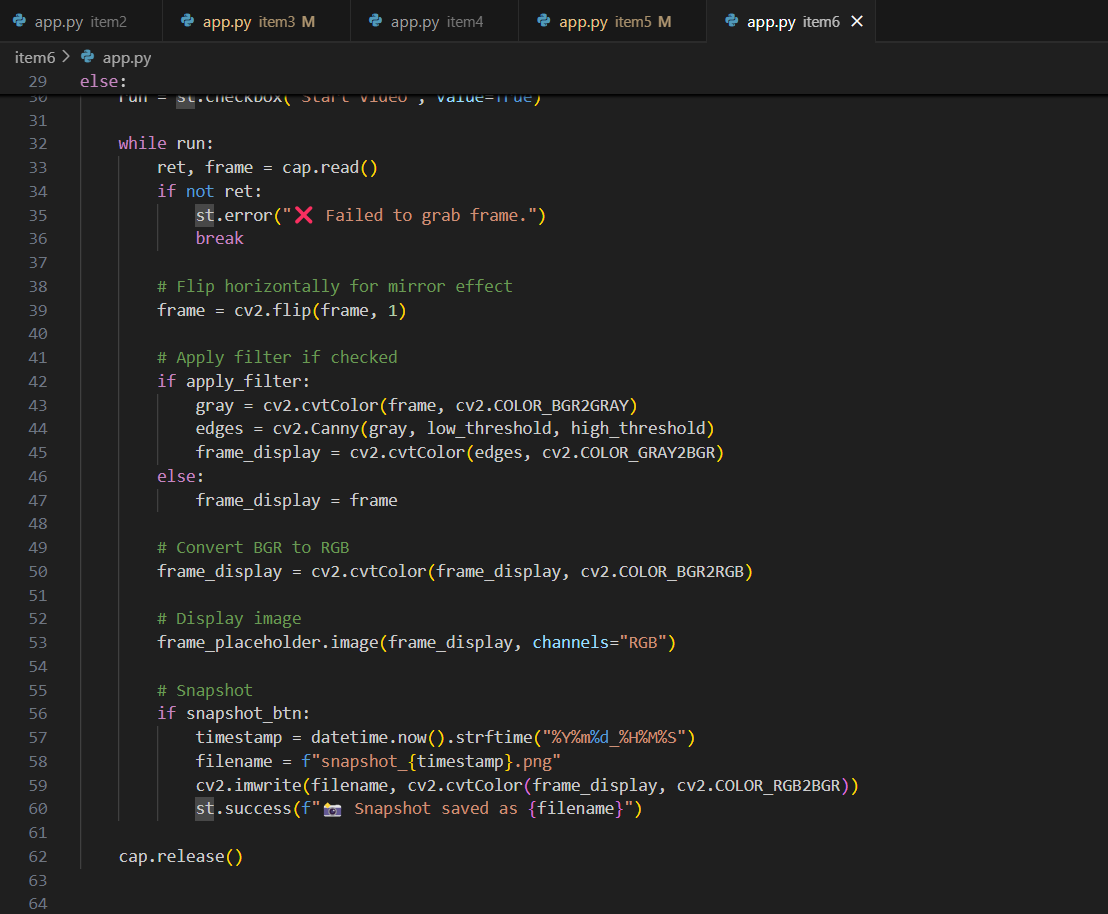 app.py item2 app.py item3 M app.py item4 app.py item5 M app.py item6 ✕
item6 > app.py
29 else:
30 run = st.checkbox("Start Video", value=True)
31
32 while run:
33 ret, frame = cap.read()
34 if not ret:
35 st.error("❌ Failed to grab frame.")
36 break
37
38 # Flip horizontally for mirror effect
39 frame = cv2.flip(frame, 1)
40
41 # Apply filter if checked
42 if apply_filter:
43 gray = cv2.cvtColor(frame, cv2.COLOR_BGR2GRAY)
44 edges = cv2.Canny(gray, low_threshold, high_threshold)
45 frame_display = cv2.cvtColor(edges, cv2.COLOR_GRAY2BGR)
46 else:
47 frame_display = frame
48
49 # Convert BGR to RGB
50 frame_display = cv2.cvtColor(frame_display, cv2.COLOR_BGR2RGB)
51
52 # Display image
53 frame_placeholder.image(frame_display, channels="RGB")
54
55 # Snapshot
56 if snapshot_btn:
57 timestamp = datetime.now().strftime("%Y%m%d_%H%M%S")
58 filename = f"snapshot_{timestamp}.png"
59 cv2.imwrite(filename, cv2.cvtColor(frame_display, cv2.COLOR_RGB2BGR))
60 st.success(f"📷 Snapshot saved as {filename}")
61
62 cap.release()
63
64